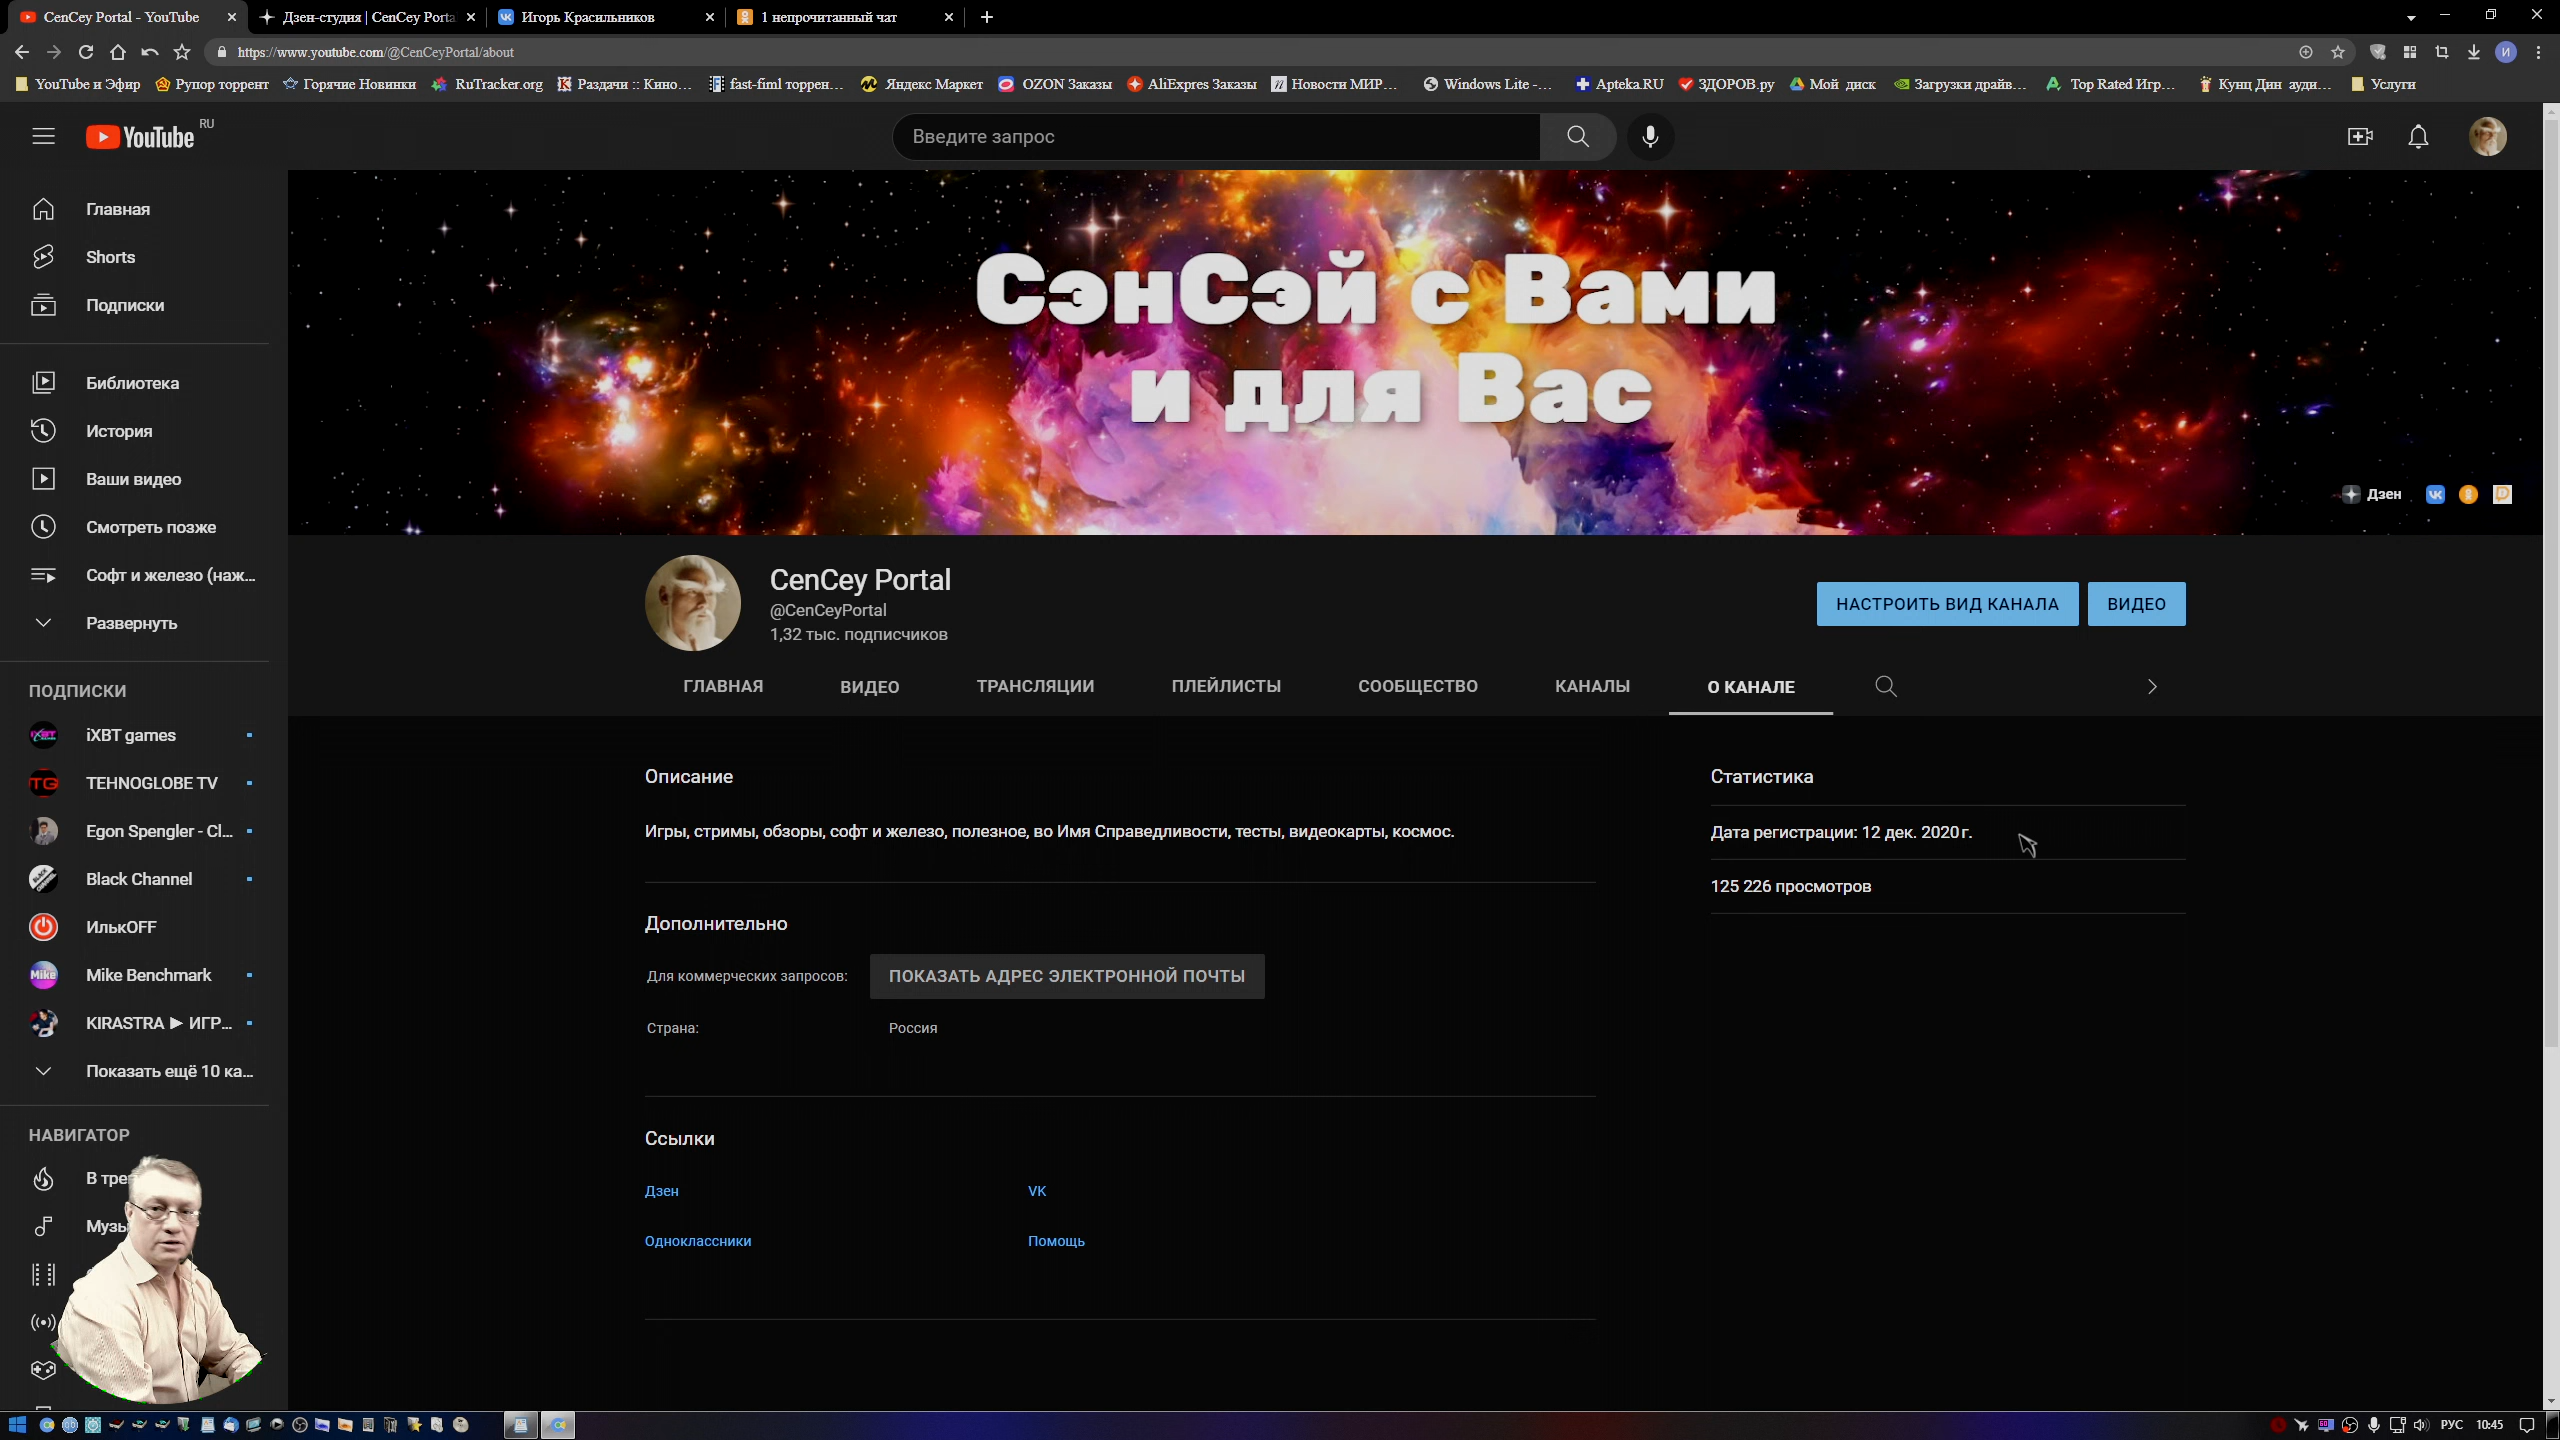 CenCey Portal - YouTube
Дзен-студия | CenCey Porta
Игорь Красильников
1 непрочитанный чат
https://www.youtube.com/@CenCeyPortal/about
YouTube и Эфир
Рупор торрент
Горячие Новинки
RuTracker.org
Раздачи :: Кино...
fast-fiml торрен...
Яндекс Маркет
OZON Заказы
AliExpres Заказы
Новости МИР...
Windows Lite -...
Apteka.RU
ЗДОРОВ.ру
Мой диск
Загрузки драйв...
Top Rated Игр...
Кунц Дин ауди...
Услуги
YouTube RU
Введите запрос
Главная
Shorts
Подписки
Библиотека
История
Ваши видео
Смотреть позже
Софт и железо (наж...
Развернуть
ПОДПИСКИ
iXBT games
TEHNOGLOBE TV
Egon Spengler - Cl...
Black Channel
ИлькOFF
Mike Benchmark
KIRASTRA ► ИГР...
Показать ещё 10 ка...
НАВИГАТОР
В тре
Музы
СэнСэй с Вами
и для Вас
Дзен
CenCey Portal
@CenCeyPortal
1,32 тыс. подписчиков
НАСТРОИТЬ ВИД КАНАЛА
ВИДЕО
ГЛАВНАЯ
ВИДЕО
ТРАНСЛЯЦИИ
ПЛЕЙЛИСТЫ
СООБЩЕСТВО
КАНАЛЫ
О КАНАЛЕ
Описание
Игры, стримы, обзоры, софт и железо, полезное, во Имя Справедливости, тесты, видеокарты, космос.
Дополнительно
Для коммерческих запросов:
ПОКАЗАТЬ АДРЕС ЭЛЕКТРОННОЙ ПОЧТЫ
Страна:
Россия
Ссылки
Дзен
VK
Одноклассники
Помощь
Статистика
Дата регистрации: 12 дек. 2020 г.
125 226 просмотров
РУС
10:45